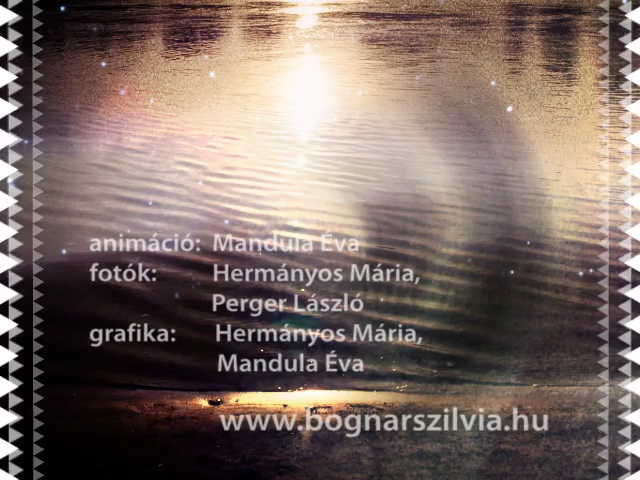 animáció: Mandula Éva
fotók: Hermányos Mária,
Perger László
grafika: Hermányos Mária,
Mandula Éva
www.bognarszilvia.hu